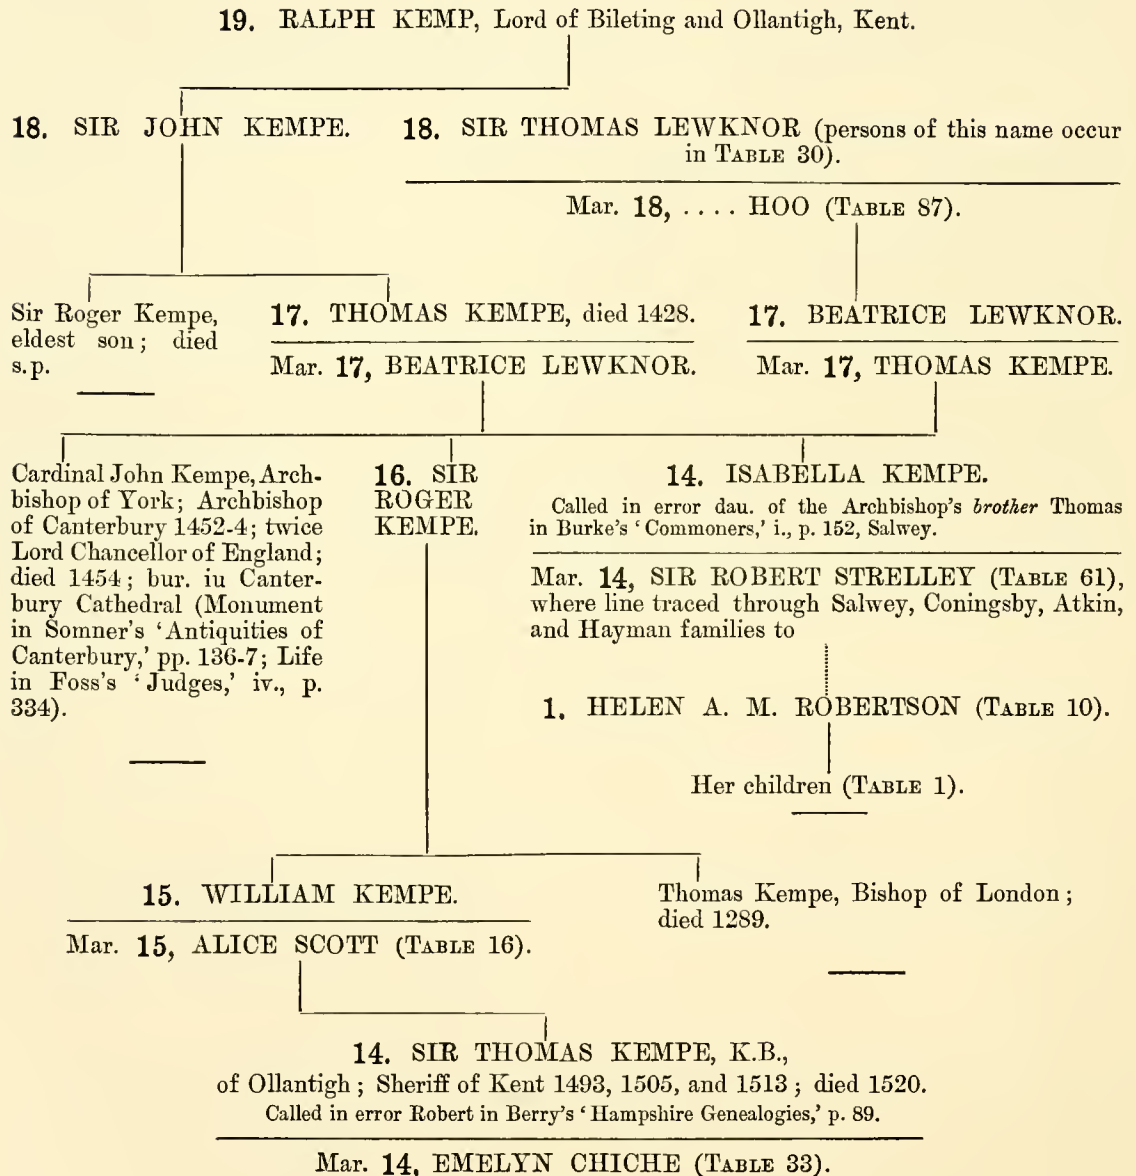 19. RALPH KEMP, Lord of Bileting and Ollantigh, Kent.
18. SIR JOHN KEMPE.
18. SIR THOMAS LEWKNOR (persons of this name occur
in TABLE 30).
Mar. 18, .... HOO (TABLE 87).
Sir Roger Kempe,
eldest son; died
s.p.
17. THOMAS KEMPE, died 1428.
Mar. 17, BEATRICE LEWKNOR.
17. BEATRICE LEWKNOR.
Mar. 17, THOMAS KEMPE.
Cardinal John Kempe, Arch-
bishop of York; Archbishop
of Canterbury 1452-4; twice
Lord Chancellor of England;
died 1454; bur. iu Canter-
bury Cathedral (Monument
in Somner's 'Antiquities of
Canterbury,' pp. 136-7; Life
in Foss's 'Judges,' iv., p.
334).
16. SIR
ROGER
KEMPE.
14. ISABELLA KEMPE.
Called in error dau. of the Archbishop's brother Thomas
in Burke's 'Commoners,' i., p. 152, Salwey.
Mar. 14, SIR ROBERT STRELLEY (TABLE 61),
where line traced through Salwey, Coningsby, Atkin,
and Hayman families to
1. HELEN A. M. ROBERTSON (TABLE 10).
Her children (TABLE 1).
15. WILLIAM KEMPE.
Mar. 15, ALICE SCOTT (TABLE 16).
Thomas Kempe, Bishop of London;
died 1289.
14. SIR THOMAS KEMPE, K.B.,
of Ollantigh; Sheriff of Kent 1493, 1505, and 1513; died 1520.
Called in error Robert in Berry's 'Hampshire Genealogies,' p. 89.
Mar. 14, EMELYN CHICHE (TABLE 33).